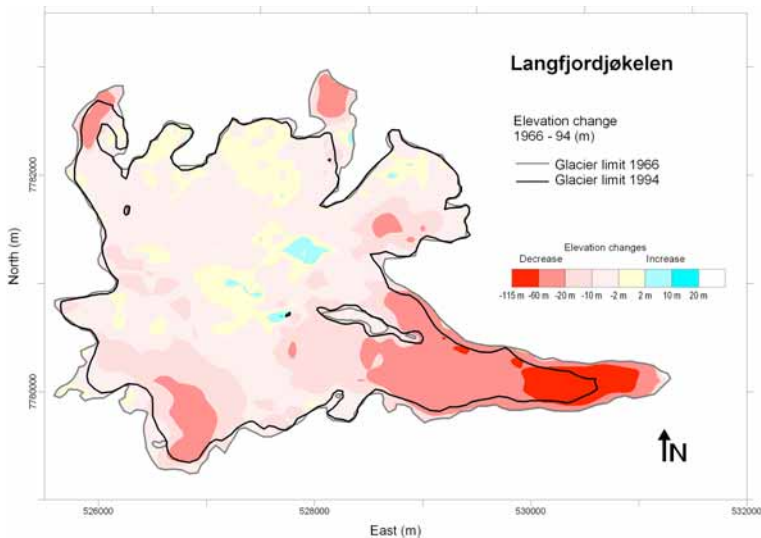 Langfjordjøkelen
Elevation change
1966 - 94 (m)
Glacier limit 1966
Glacier limit 1994
Elevation changes
Decrease Increase
-115 m -60 m -20 m -10 m -2 m 2 m 10 m 20 m
North (m)
7782000
7780000
N
526000 528000 530000 532000
East (m)